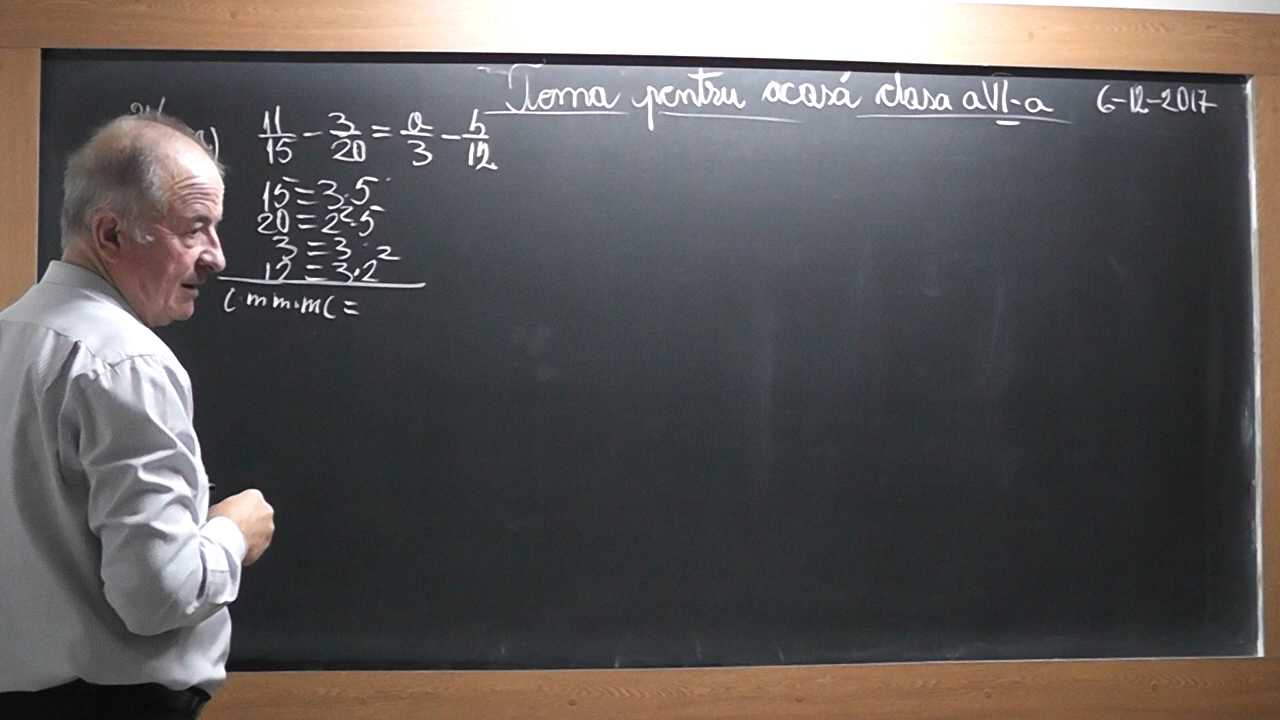 Tema pentru acasă clasa a VI-a 6-12-2017
a) 11/15 - 3/20 = a/3 - 5/12
15 = 3·5
20 = 2²·5
3 = 3
12 = 3·2²
c.m.m.m.c =